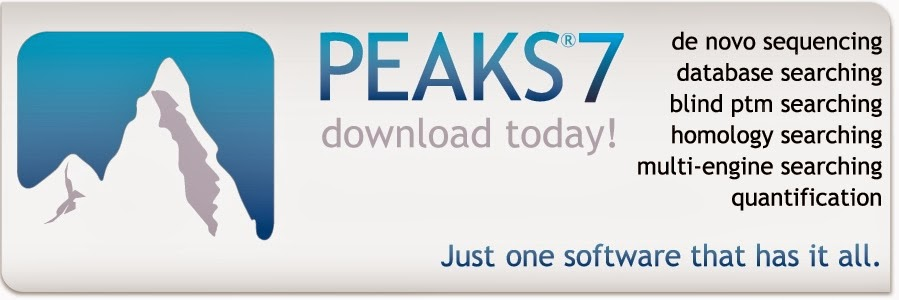 PEAKS®7
download today!
de novo sequencing
database searching
blind ptm searching
homology searching
multi-engine searching
quantification
Just one software that has it all.